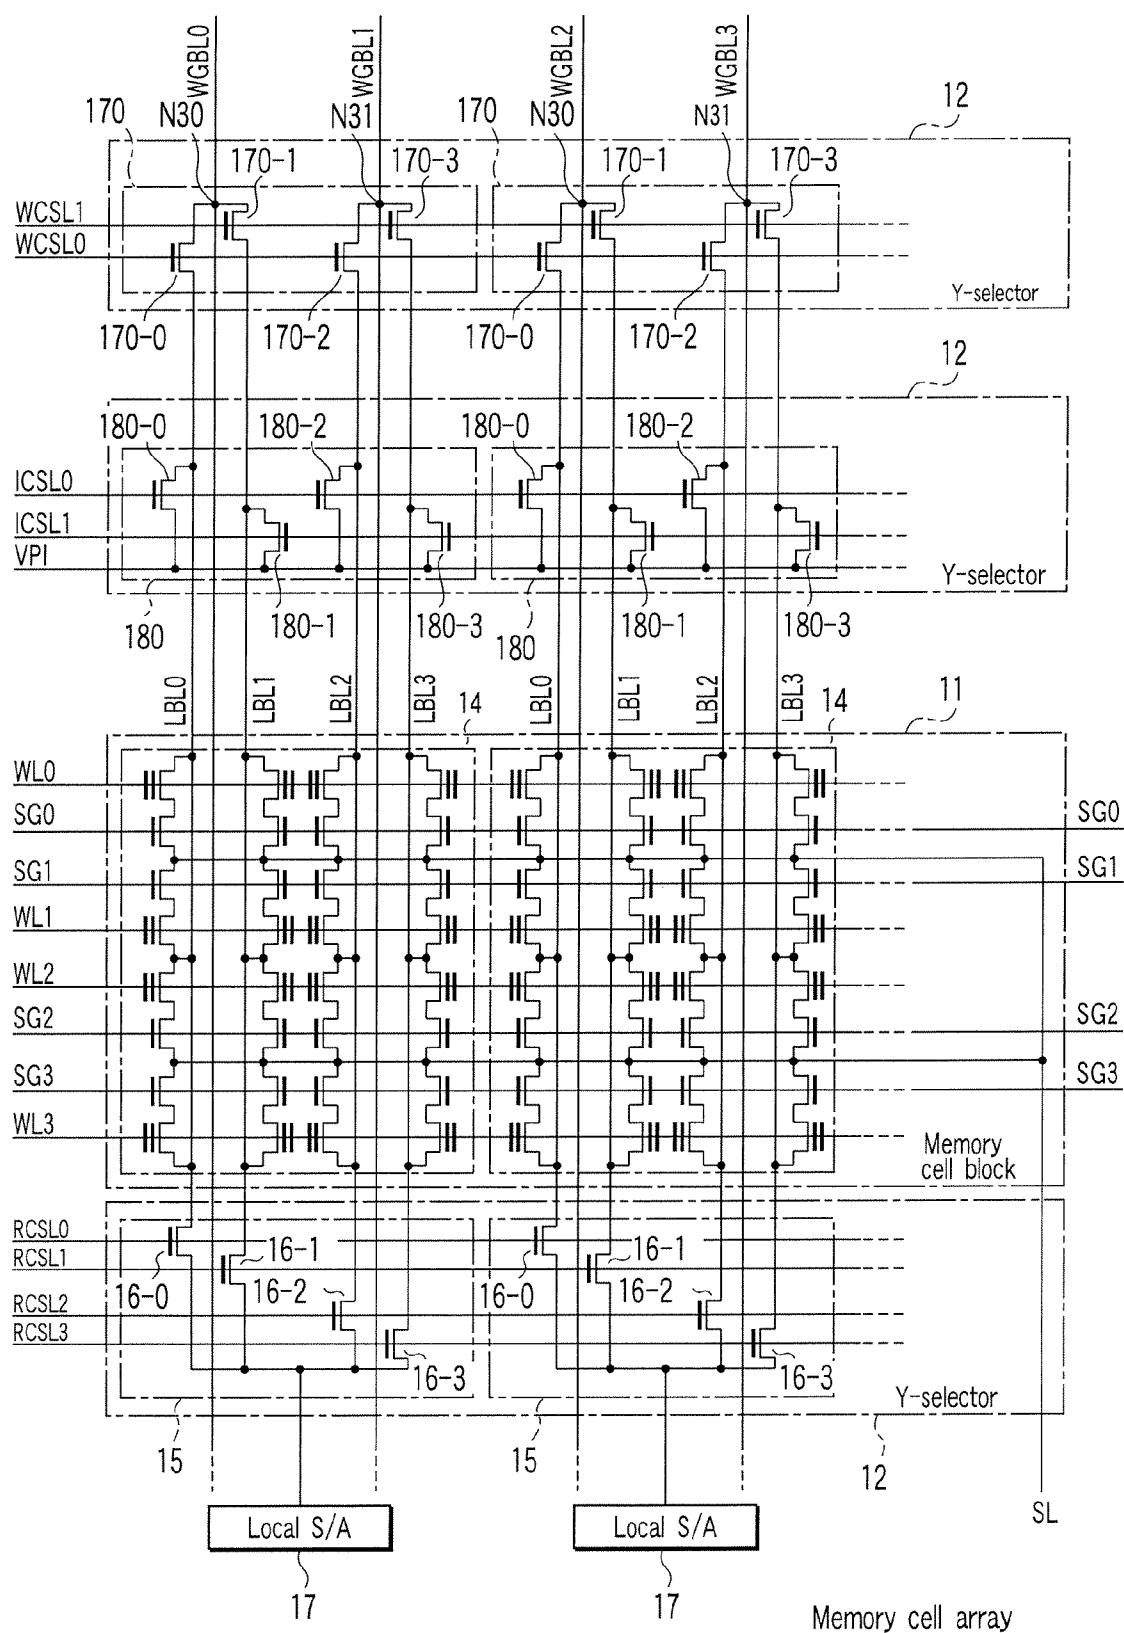 WGBL0
WGBL1
WGBL2
WGBL3
170
N30
N31
170
N30
N31
12
170-1
170-3
170-1
170-3
WCSL1
WCSL0
Y-selector
170-0
170-2
170-0
170-2
12
180-0
180-2
180-0
180-2
ICSL0
ICSL1
VPI
Y-selector
180
180-1
180-3
180
180-1
180-3
LBL0
LBL1
LBL2
LBL3
14
LBL0
LBL1
LBL2
LBL3
14
11
WL0
SG0
SG0
SG1
SG1
WL1
WL2
SG2
SG2
SG3
SG3
WL3
Memory
cell block
RCSL0
RCSL1
16-0
16-1
16-0
16-1
16-2
16-2
RCSL2
RCSL3
16-3
16-3
Y-selector
15
15
12
SL
Local S/A
Local S/A
17
17
Memory cell array